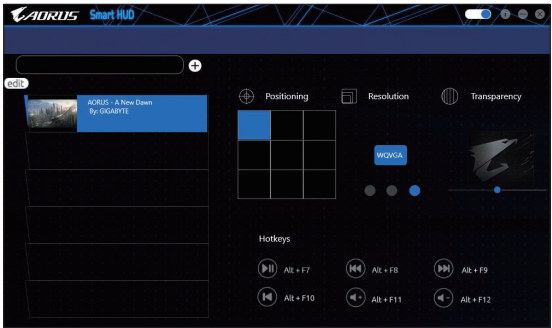 AORUS Smart HUD
edit
AORUS - A New Dawn
By: GIGABYTE
Positioning Resolution Transparency
WQVGA
Hotkeys
Alt + F7 Alt + F8 Alt + F9
Alt + F10 Alt + F11 Alt + F12